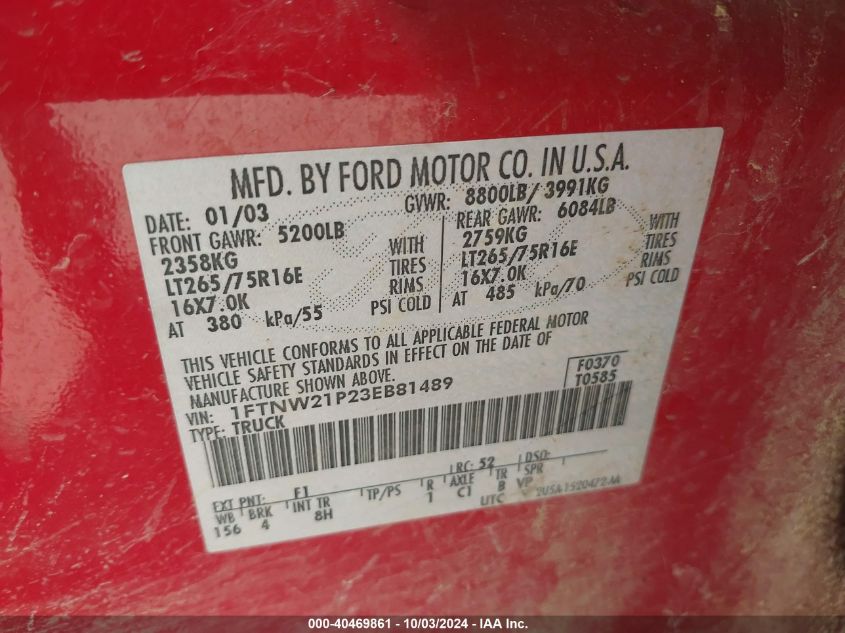 MFD. BY FORD MOTOR CO. IN U.S.A.
DATE: 01/03 GVWR: 8800LB/ 3991KG
FRONT GAWR: 5200LB REAR GAWR: 6084LB
2358KG WITH 2759KG WITH
LT265/75R16E TIRES LT265/75R16E TIRES
16X7.0K RIMS 16X7.0K RIMS
AT 380 kPa/55 PSI COLD AT 485 kPa/70 PSI COLD
THIS VEHICLE CONFORMS TO ALL APPLICABLE FEDERAL MOTOR
VEHICLE SAFETY STANDARDS IN EFFECT ON THE DATE OF
MANUFACTURE SHOWN ABOVE.
F0370
VIN: 1FTNW21P23EB81489 T0585
TYPE: TRUCK
EXT PNT: F1 RC: 52 DSO:
WB BRK INT TR TP/PS R AXLE TR SPR
156 4 8H 1 C1 B VP
UTC
000-40469861 - 10/03/2024 - IAA Inc.